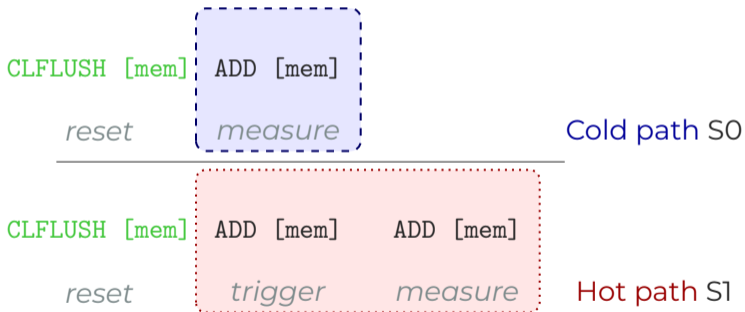 CLFLUSH [mem] ADD [mem]
reset measure Cold path S0
CLFLUSH [mem] ADD [mem] ADD [mem]
reset trigger measure Hot path S1